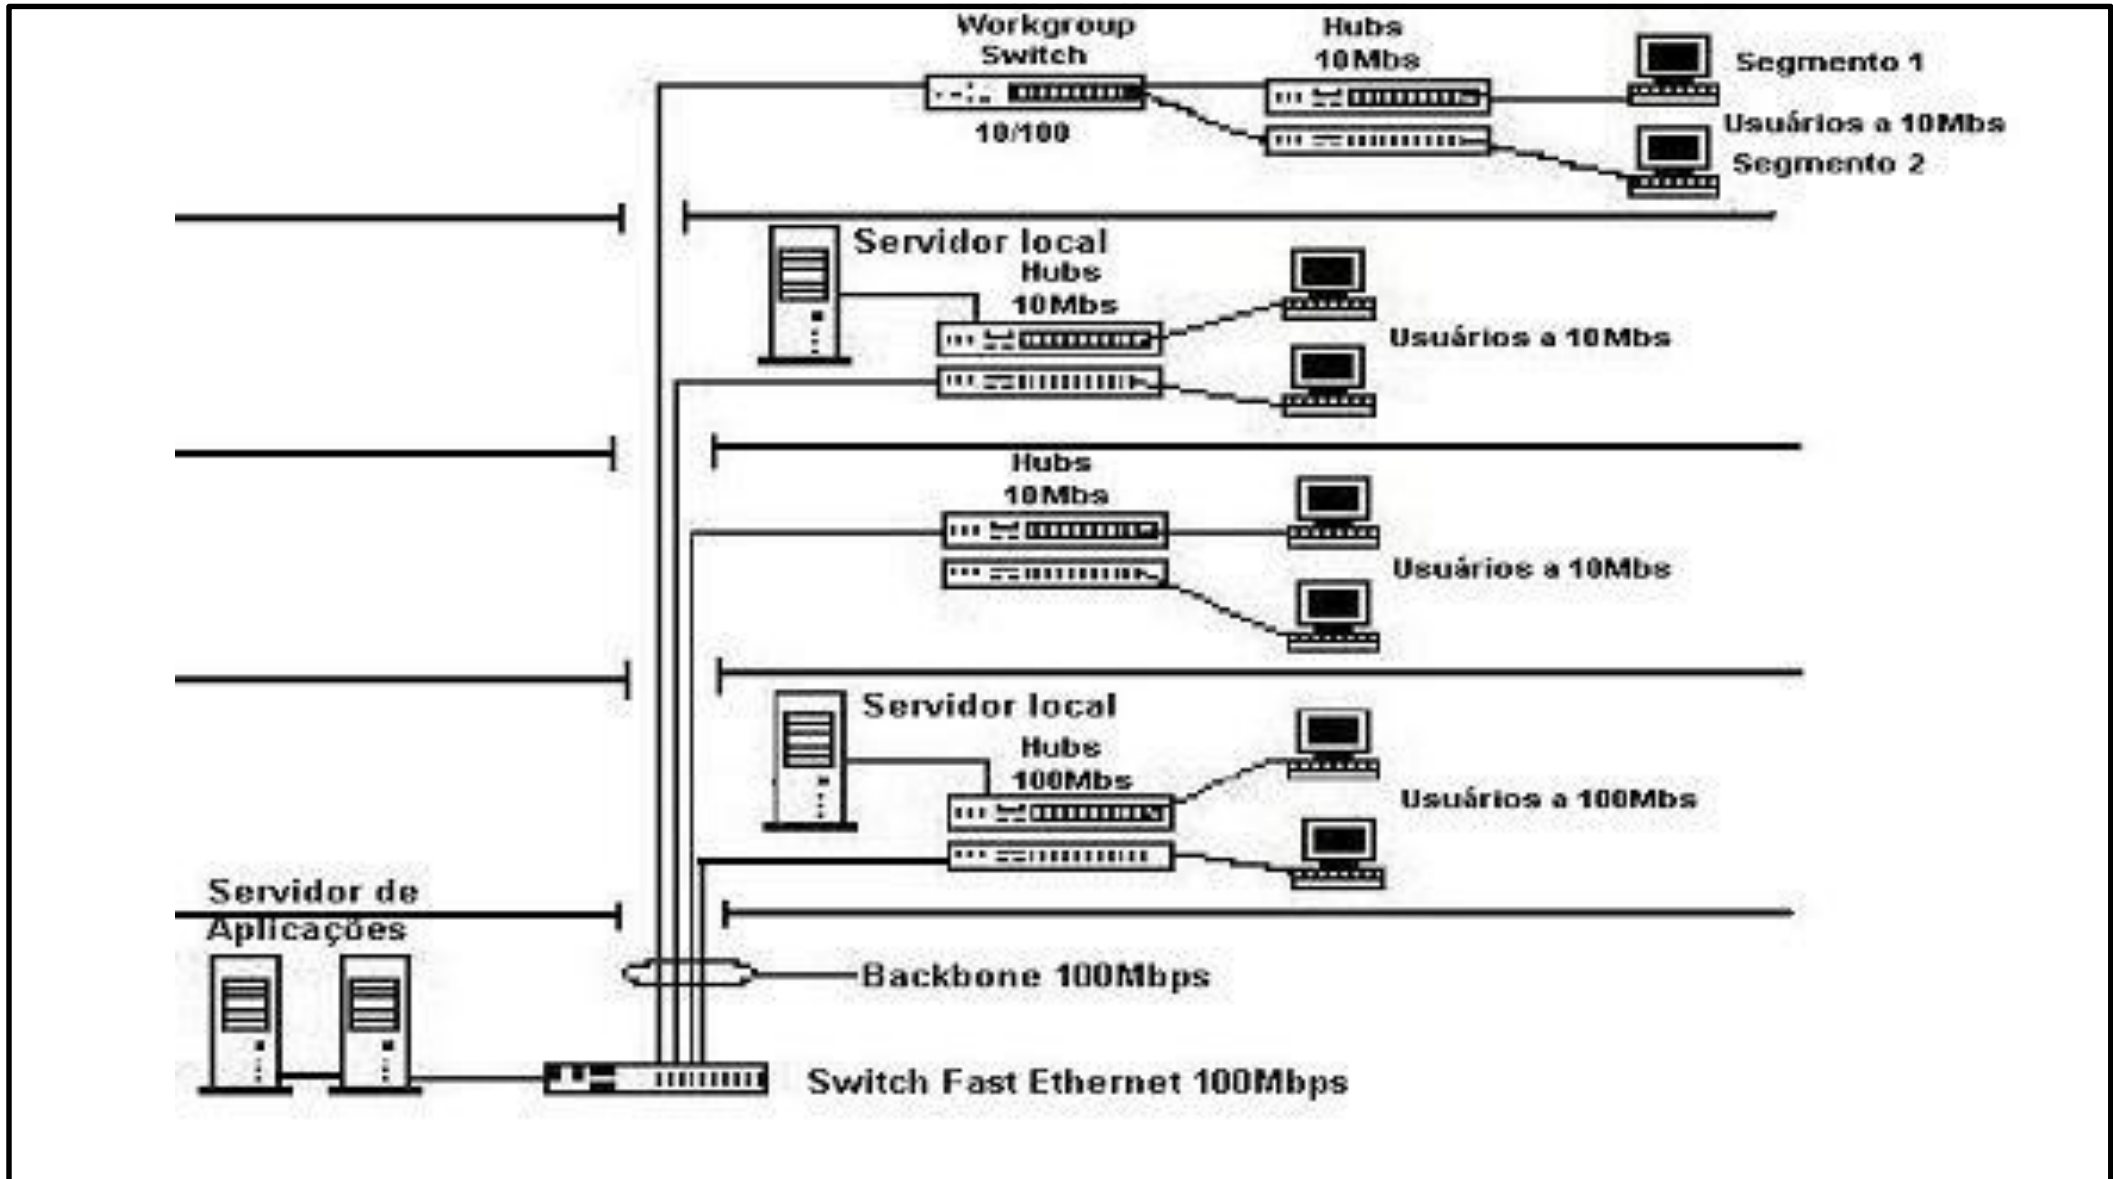 Workgroup
Switch
10/100
Hubs
10Mbs
Segmento 1
Usuários a 10Mbs
Segmento 2
Servidor local
Hubs
10Mbs
Usuários a 10Mbs
Hubs
10Mbs
Usuários a 10Mbs
Servidor local
Hubs
100Mbs
Usuários a 100Mbs
Servidor de
Aplicações
Backbone 100Mbps
Switch Fast Ethernet 100Mbps